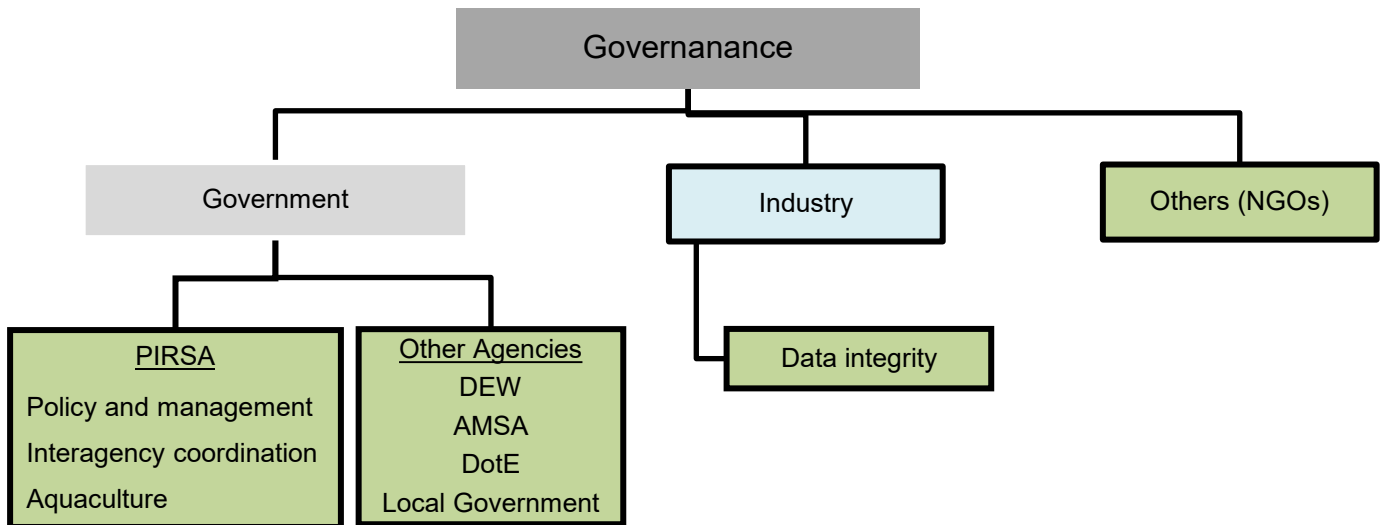 Governanance
Government
Industry
Others (NGOs)
PIRSA
Policy and management
Interagency coordination
Aquaculture
Other Agencies
DEW
AMSA
DotE
Local Government
Data integrity